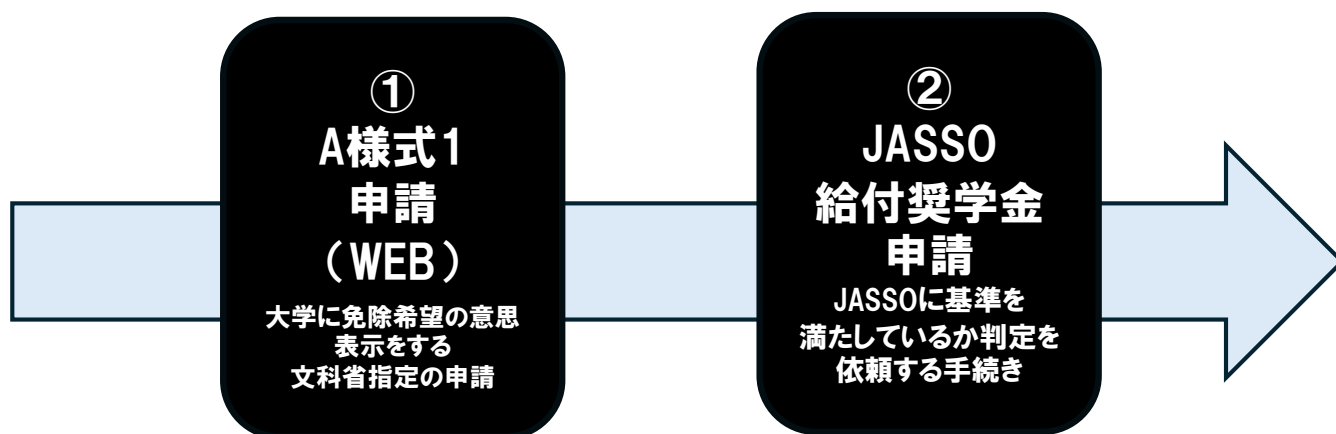 ①
A様式1
申請
（WEB）
大学に免除希望の意思
表示をする
文科省指定の申請
②
JASSO
給付奨学金
申請
JASSOに基準を
満たしているか判定を
依頼する手続き